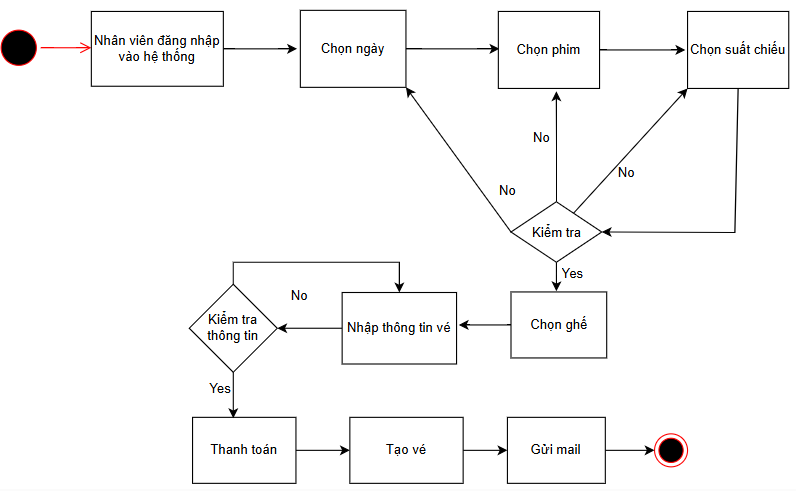 Nhân viên đăng nhập
vào hệ thống
Chọn ngày
Chọn phim
Chọn suất chiếu
No
No
No
Kiểm tra
Yes
Chọn ghế
Nhập thông tin vé
No
Kiểm tra
thông tin
Yes
Thanh toán
Tạo vé
Gửi mail